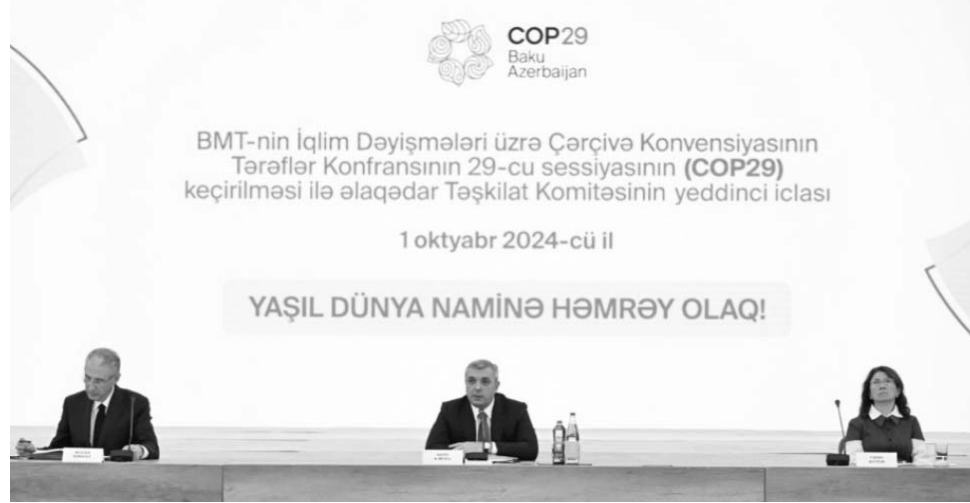 COP29
Baku
Azerbaijan
BMT-nin İqlim Dəyişmələri üzrə Çərçivə Konvensiyasının
Tərəflər Konfransının 29-cu sessiyasının (COP29)
keçirilməsi ilə əlaqədar Təşkilat Komitəsinin yeddinci iclası
1 oktyabr 2024-cü il
YAŞIL DÜNYA NAMİNƏ HƏMRƏY OLAQ!